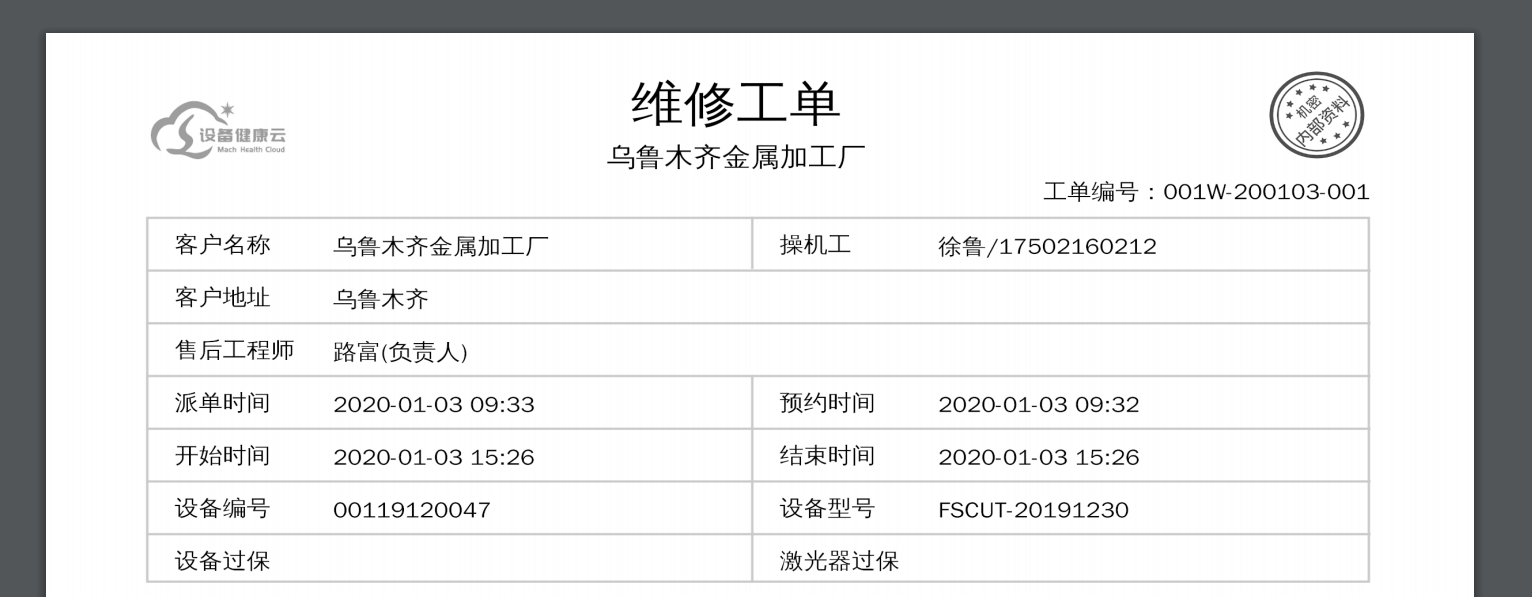 维修工单
设备健康云
Mach Health Cloud
机密
内部资料
乌鲁木齐金属加工厂
工单编号：001W-200103-001
客户名称 乌鲁木齐金属加工厂 操机工 徐鲁/17502160212
客户地址 乌鲁木齐
售后工程师 路富(负责人)
派单时间 2020-01-03 09:33 预约时间 2020-01-03 09:32
开始时间 2020-01-03 15:26 结束时间 2020-01-03 15:26
设备编号 00119120047 设备型号 FSCUT-20191230
设备过保 激光器过保